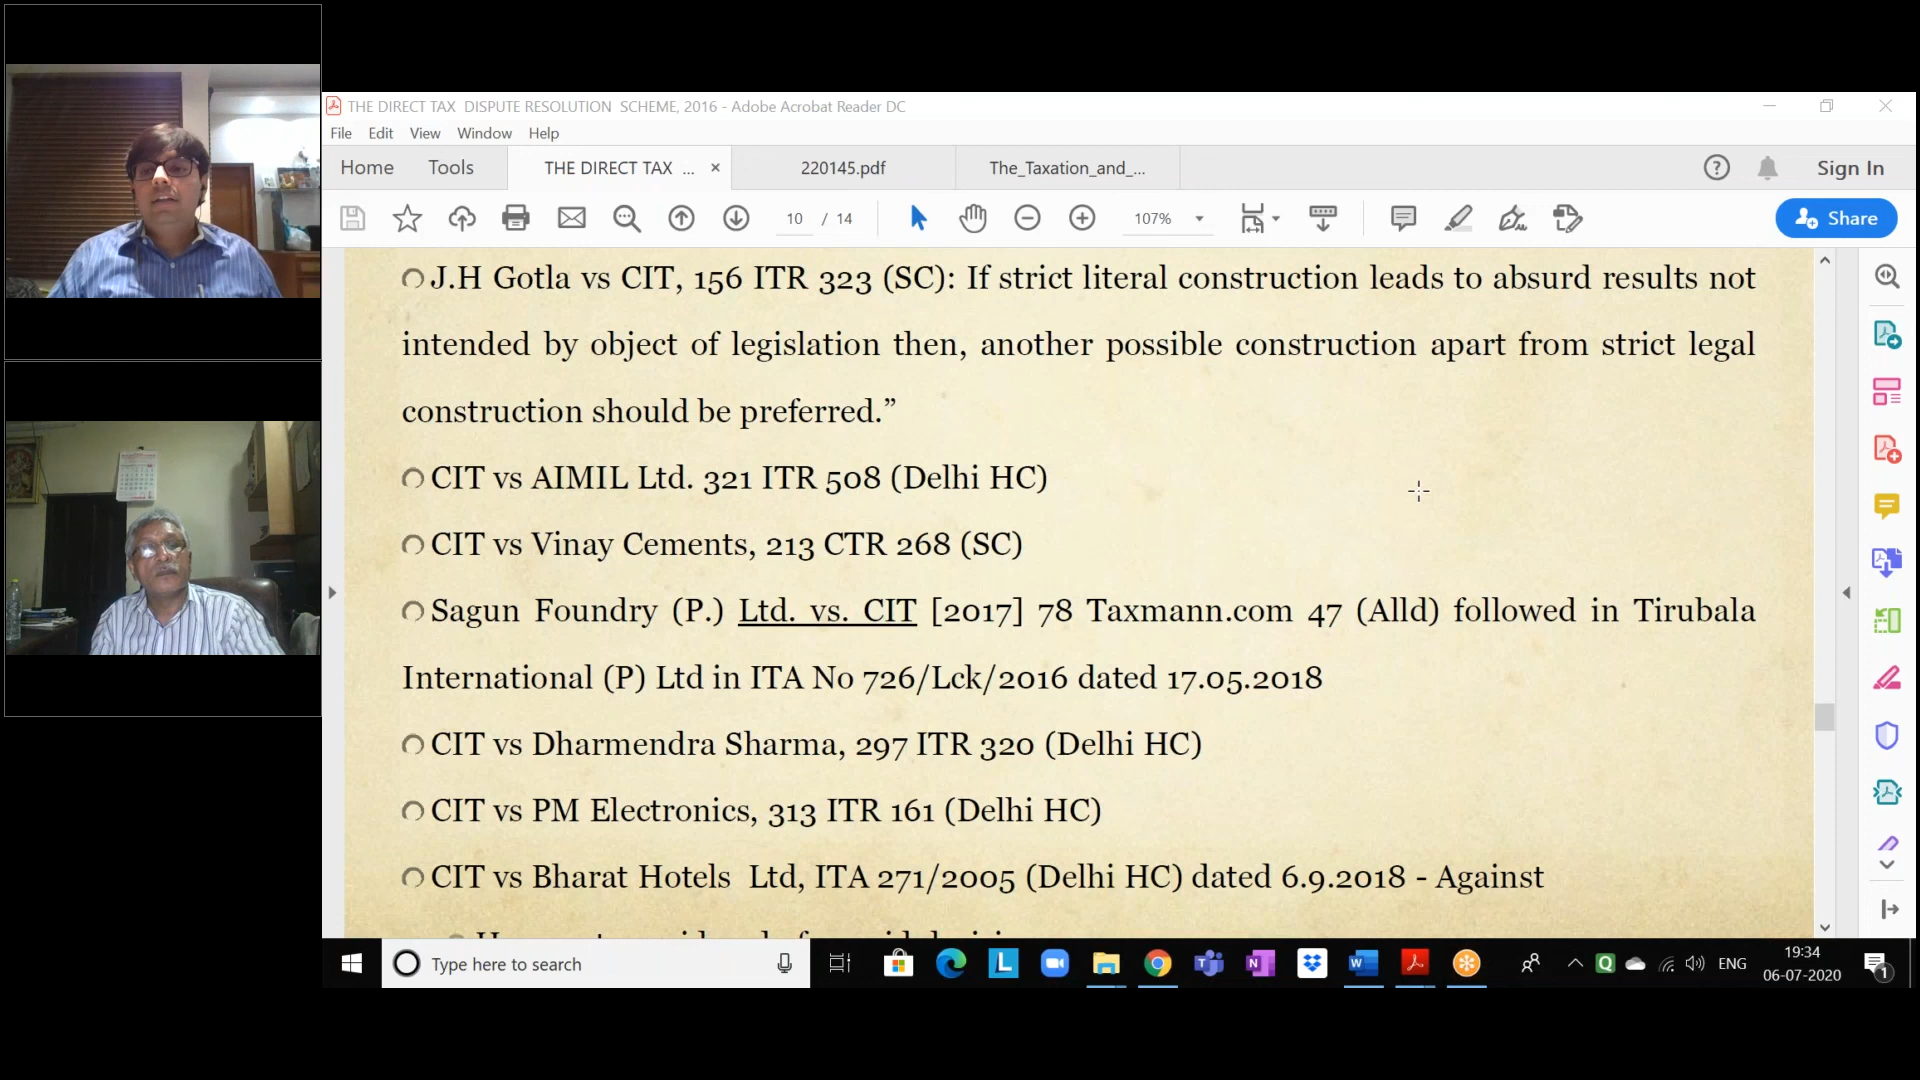 THE DIRECT TAX  DISPUTE RESOLUTION  SCHEME, 2016 - Adobe Acrobat Reader DC
File Edit View Window Help
Home Tools THE DIRECT TAX ... × 220145.pdf The_Taxation_and_... Sign In
10 / 14 107% Share
J.H Gotla vs CIT, 156 ITR 323 (SC): If strict literal construction leads to absurd results not
intended by object of legislation then, another possible construction apart from strict legal
construction should be preferred.”
CIT vs AIMIL Ltd. 321 ITR 508 (Delhi HC)
CIT vs Vinay Cements, 213 CTR 268 (SC)
Sagun Foundry (P.) Ltd. vs. CIT [2017] 78 Taxmann.com 47 (Alld) followed in Tirubala
International (P) Ltd in ITA No 726/Lck/2016 dated 17.05.2018
CIT vs Dharmendra Sharma, 297 ITR 320 (Delhi HC)
CIT vs PM Electronics, 313 ITR 161 (Delhi HC)
CIT vs Bharat Hotels  Ltd, ITA 271/2005 (Delhi HC) dated 6.9.2018 - Against
Type here to search
ENG
19:34
06-07-2020
1